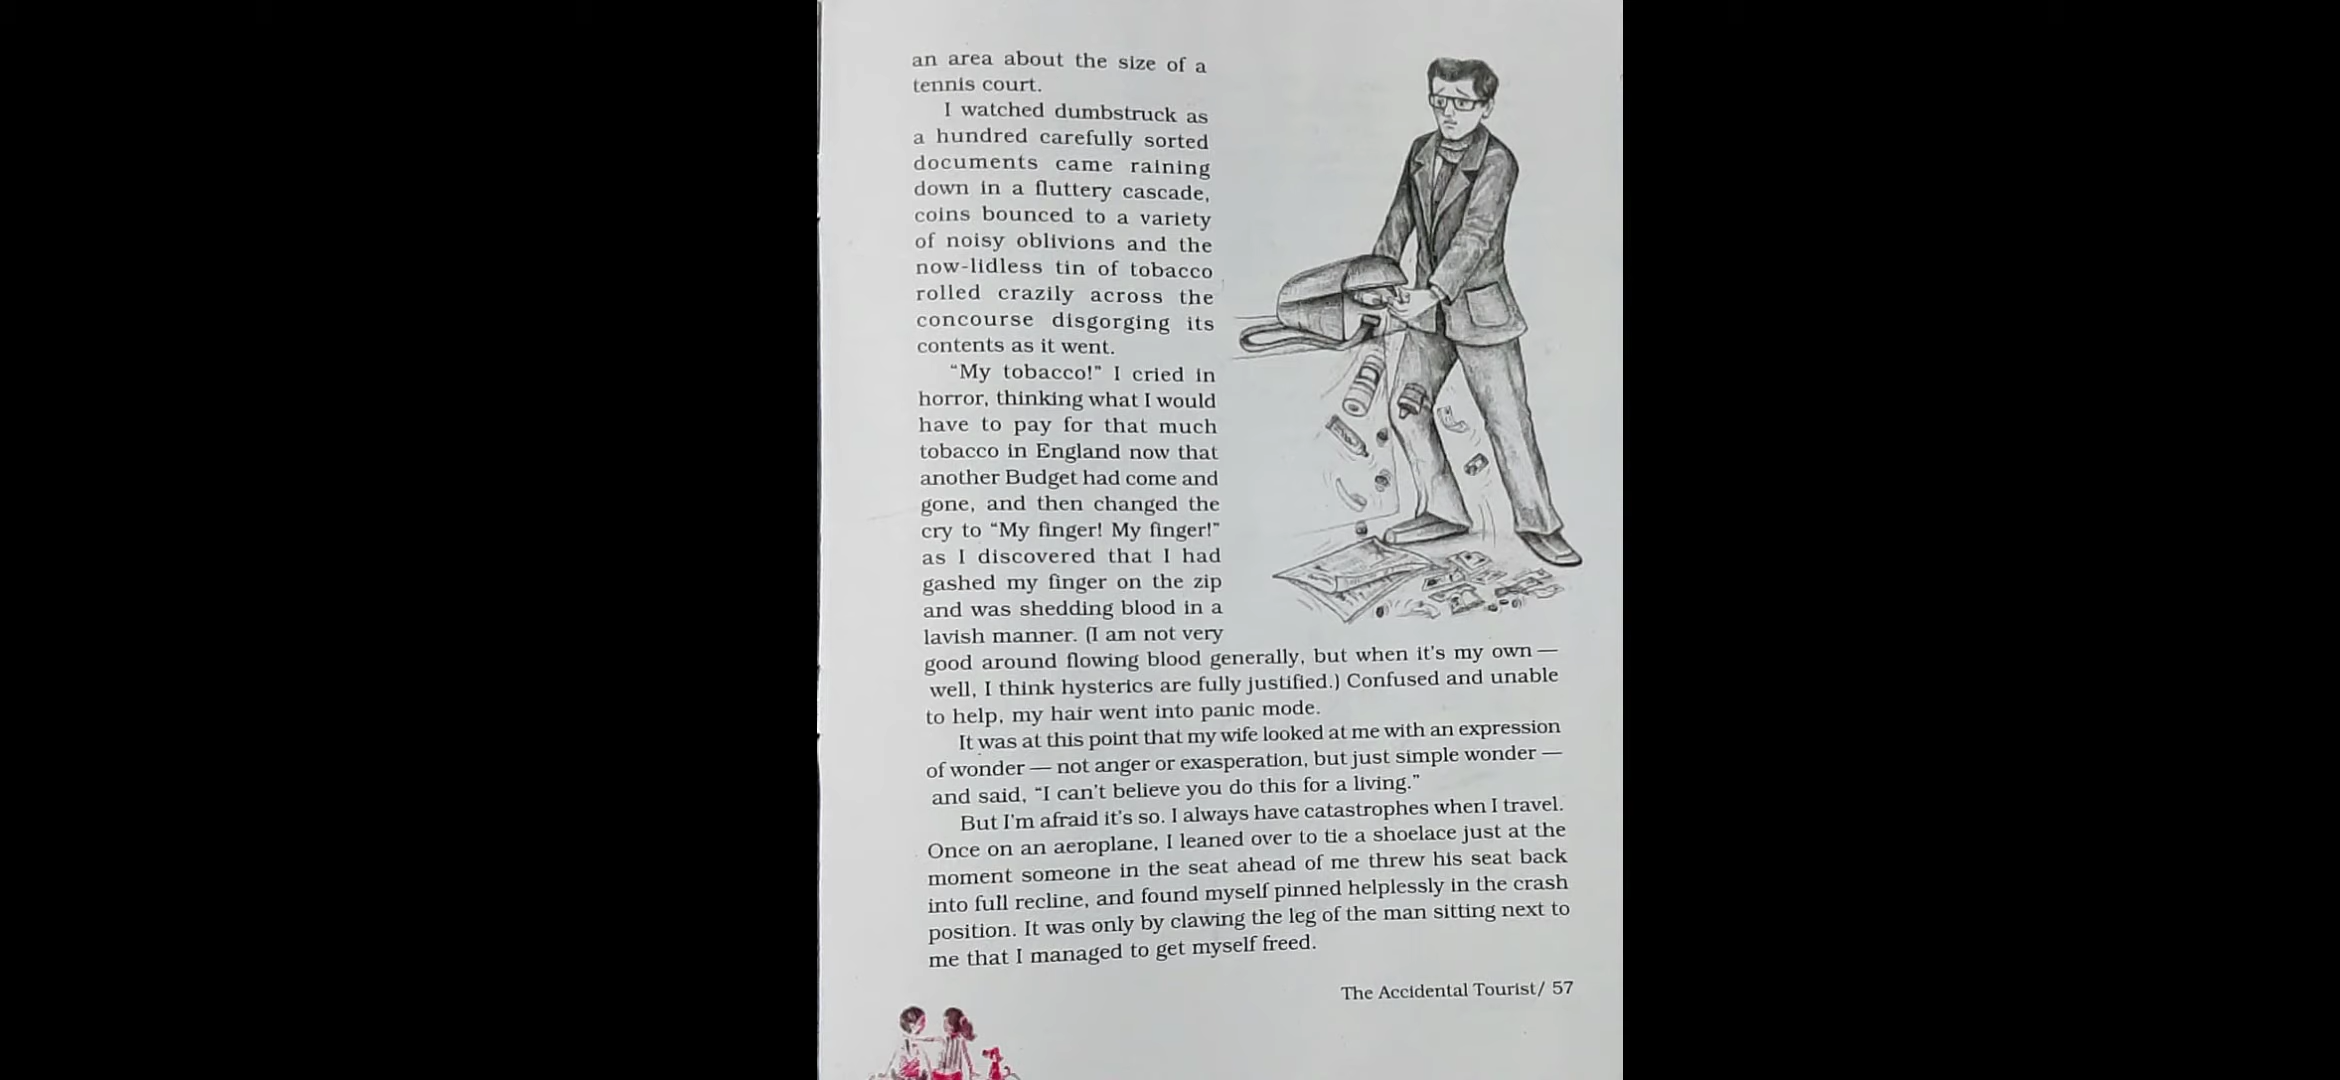 an area about the size of a
tennis court.
I watched dumbstruck as
a hundred carefully sorted
documents came raining
down in a fluttery cascade,
coins bounced to a variety
of noisy oblivions and the
now-lidless tin of tobacco
rolled crazily across the
concourse disgorging its
contents as it went.
“My tobacco!” I cried in
horror, thinking what I would
have to pay for that much
tobacco in England now that
another Budget had come and
gone, and then changed the
cry to “My finger! My finger!”
as I discovered that I had
gashed my finger on the zip
and was shedding blood in a
lavish manner. (I am not very
good around flowing blood generally, but when it's my own —
well, I think hysterics are fully justified.) Confused and unable
to help, my hair went into panic mode.
It was at this point that my wife looked at me with an expression
of wonder — not anger or exasperation, but just simple wonder —
and said, “I can't believe you do this for a living.”
But I'm afraid it's so. I always have catastrophes when I travel.
Once on an aeroplane, I leaned over to tie a shoelace just at the
moment someone in the seat ahead of me threw his seat back
into full recline, and found myself pinned helplessly in the crash
position. It was only by clawing the leg of the man sitting next to
me that I managed to get myself freed.
The Accidental Tourist/ 57